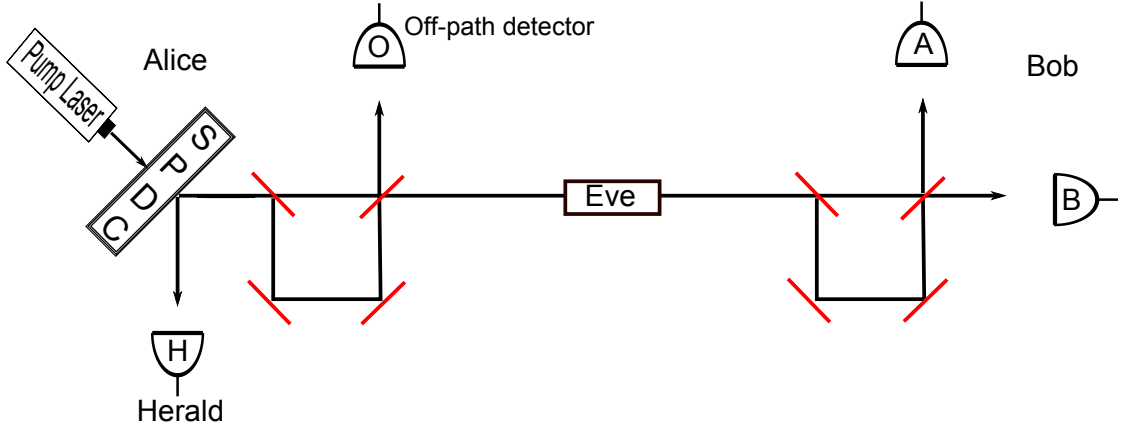 Off-path detector
O
A
Alice
Bob
Pump Laser
SPDC
Eve
B
H
Herald